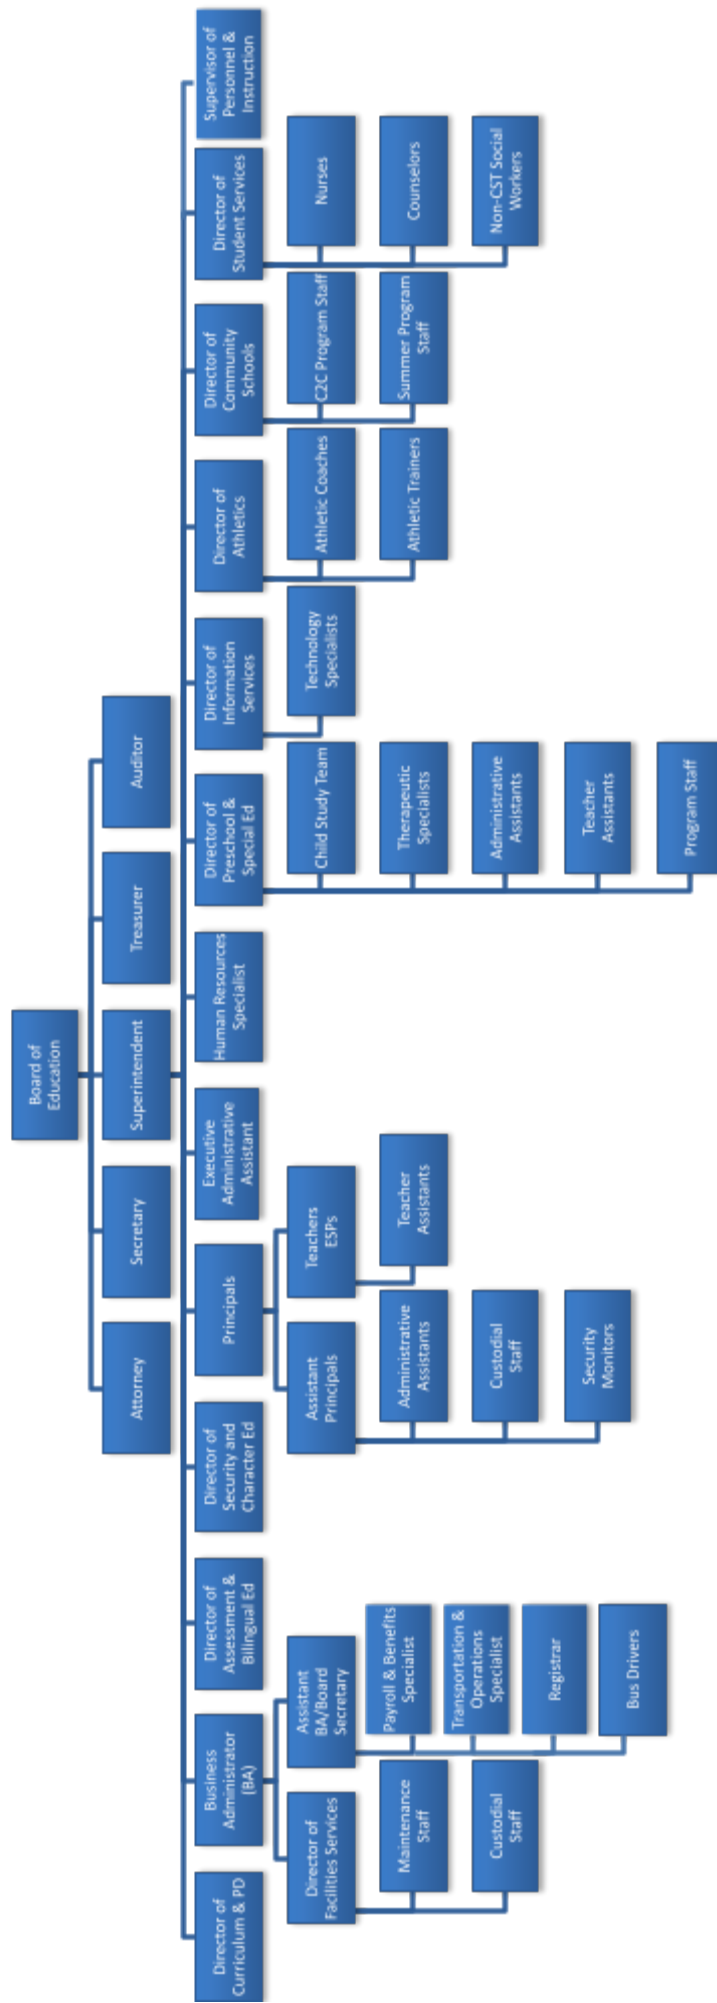 Board of
Education
Attorney
Secretary
Superintendent
Treasurer
Auditor
Director of
Curriculum & PD
Business
Administrator
(BA)
Director of
Assessment &
Bilingual Ed
Director of
Security and
Character Ed
Principals
Executive
Administrative
Assistant
Human Resources
Specialist
Director of
Preschool &
Special Ed
Director of
Information
Services
Director of
Athletics
Director of
Community
Schools
Director of
Student Services
Supervisor of
Personnel &
Instruction
Director of
Facilities Services
Assistant
BA/Board
Secretary
Assistant
Principals
Teachers
ESPs
Child Study Team
Technology
Specialists
Athletic Coaches
C2C Program Staff
Nurses
Maintenance
Staff
Payroll & Benefits
Specialist
Administrative
Assistants
Teacher
Assistants
Therapeutic
Specialists
Athletic Trainers
Summer Program
Staff
Counselors
Custodial
Staff
Transportation &
Operations
Specialist
Custodial
Staff
Administrative
Assistants
Non-CST Social
Workers
Registrar
Security
Monitors
Teacher
Assistants
Bus Drivers
Program Staff